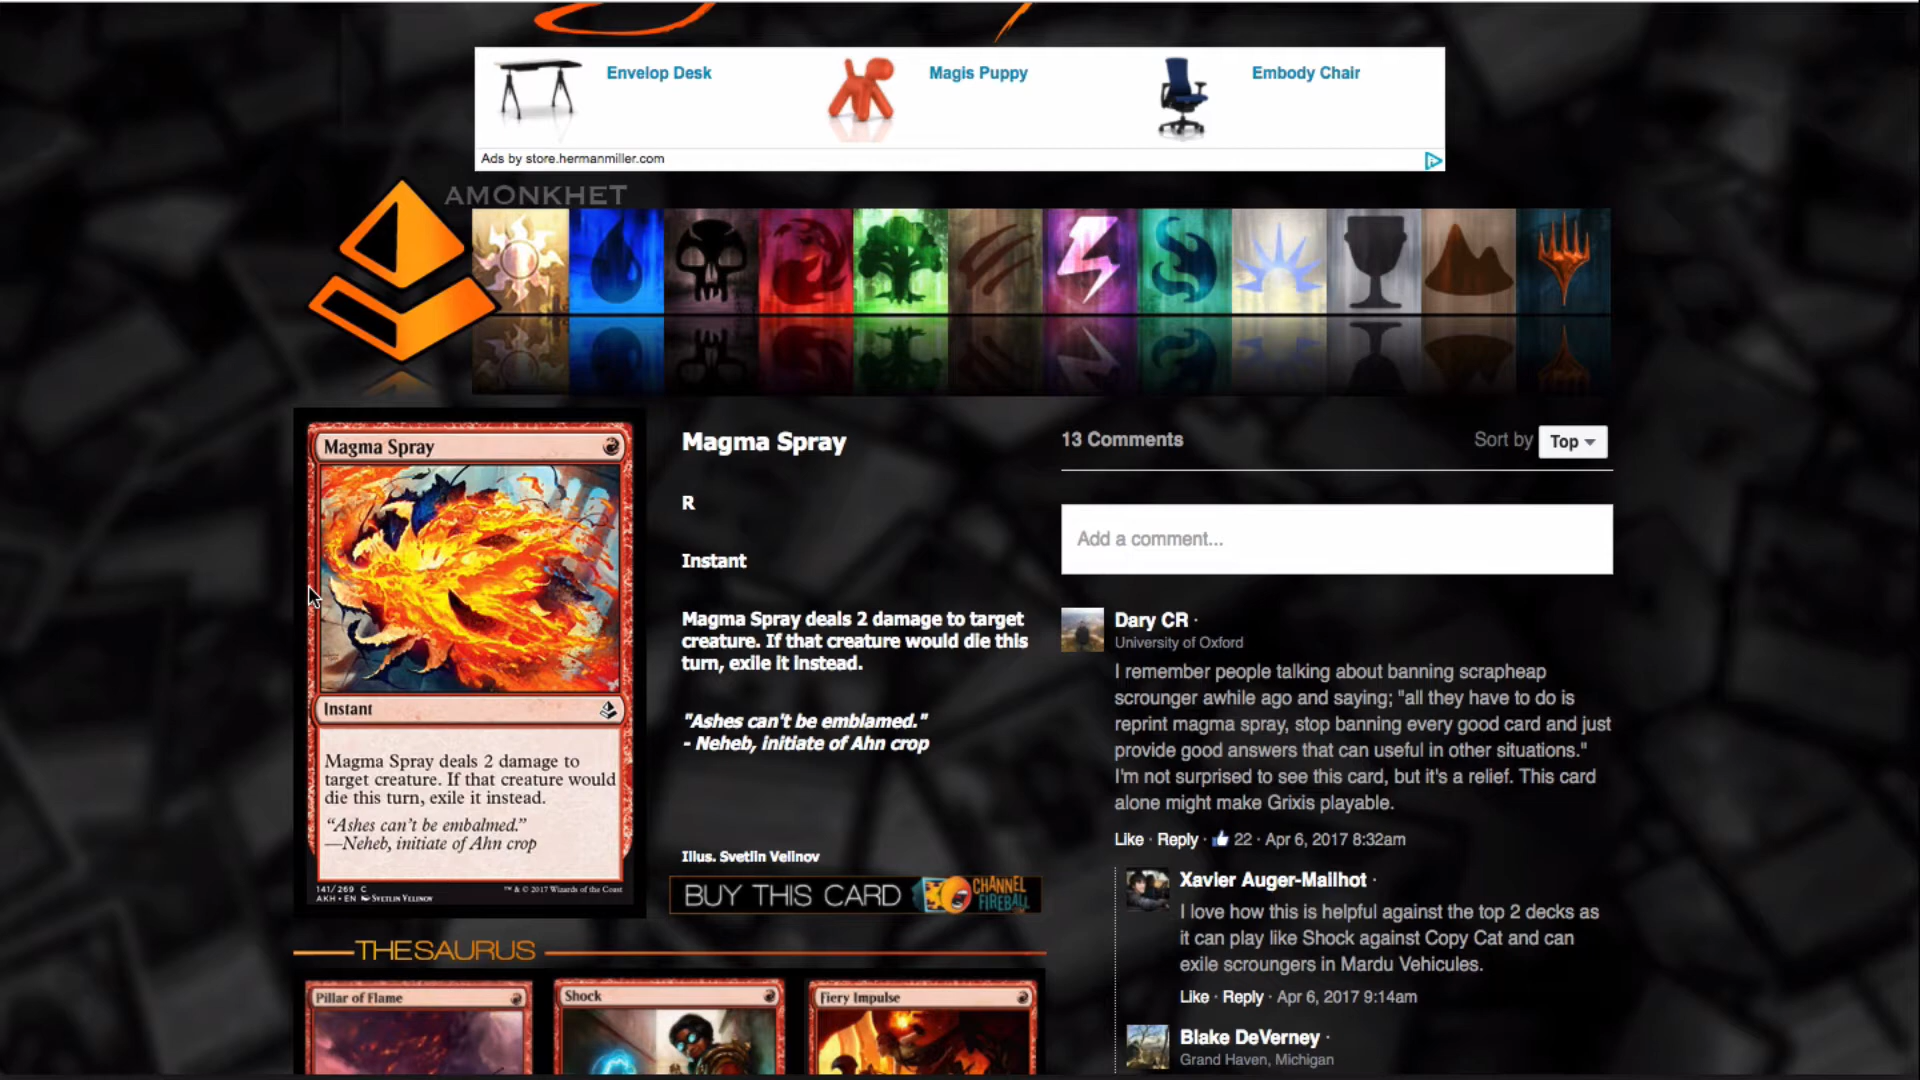 Envelop Desk
Magis Puppy
Embody Chair
Ads by store.hermanmiller.com
AMONKHET
Magma Spray
Instant
Magma Spray deals 2 damage to
target creature. If that creature would
die this turn, exile it instead.
“Ashes can’t be embalmed.”
—Neheb, initiate of Ahn crop
141/269 C
AKH • EN SVETLIN VELINOV
™ & © 2017 Wizards of the Coast
Magma Spray
R
Instant
Magma Spray deals 2 damage to target
creature. If that creature would die this
turn, exile it instead.
"Ashes can't be emblamed."
- Neheb, initiate of Ahn crop
Illus. Svetlin Velinov
BUY THIS CARD CHANNEL
FIREBALL
THESAURUS
Pillar of Flame
Shock
Fiery Impulse
13 Comments
Sort by Top
Add a comment...
Dary CR ·
University of Oxford
I remember people talking about banning scrapheap
scrounger awhile ago and saying; "all they have to do is
reprint magma spray, stop banning every good card and just
provide good answers that can useful in other situations."
I'm not surprised to see this card, but it's a relief. This card
alone might make Grixis playable.
Like · Reply · 22 · Apr 6, 2017 8:32am
Xavier Auger-Mailhot ·
I love how this is helpful against the top 2 decks as
it can play like Shock against Copy Cat and can
exile scroungers in Mardu Vehicules.
Like · Reply · Apr 6, 2017 9:14am
Blake DeVerney ·
Grand Haven, Michigan